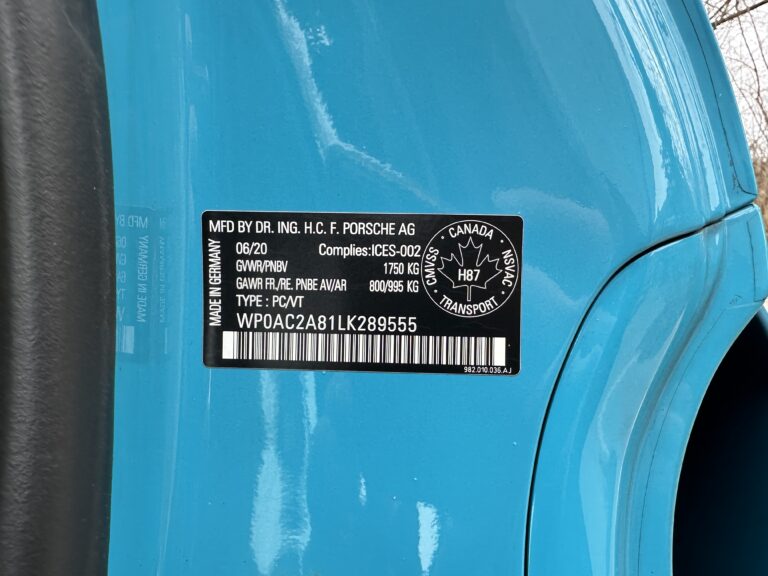 MFD BY DR. ING. H.C. F. PORSCHE AG
MADE IN GERMANY
06/20 Complies:ICES-002
GVWR/PNBV 1750 KG
GAWR FR./RE. PNBE AV/AR 800/995 KG
TYPE : PC/VT
WP0AC2A81LK289555
982.010.036.AJ
CANADA
CMVSS
NSVAC
H87
TRANSPORT